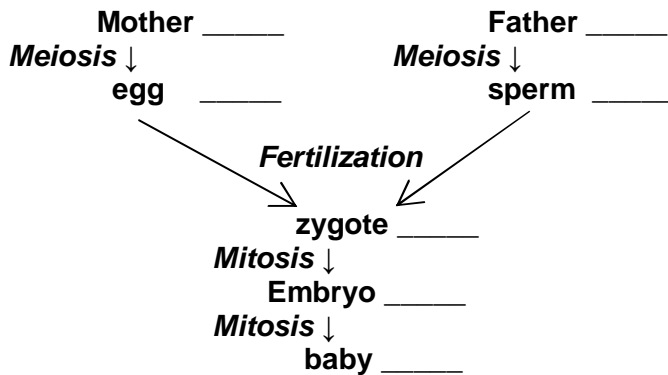 Mother _____ Father _____
Meiosis ↓ Meiosis ↓
egg _____ sperm _____
Fertilization
zygote _____
Mitosis ↓
Embryo _____
Mitosis ↓
baby _____